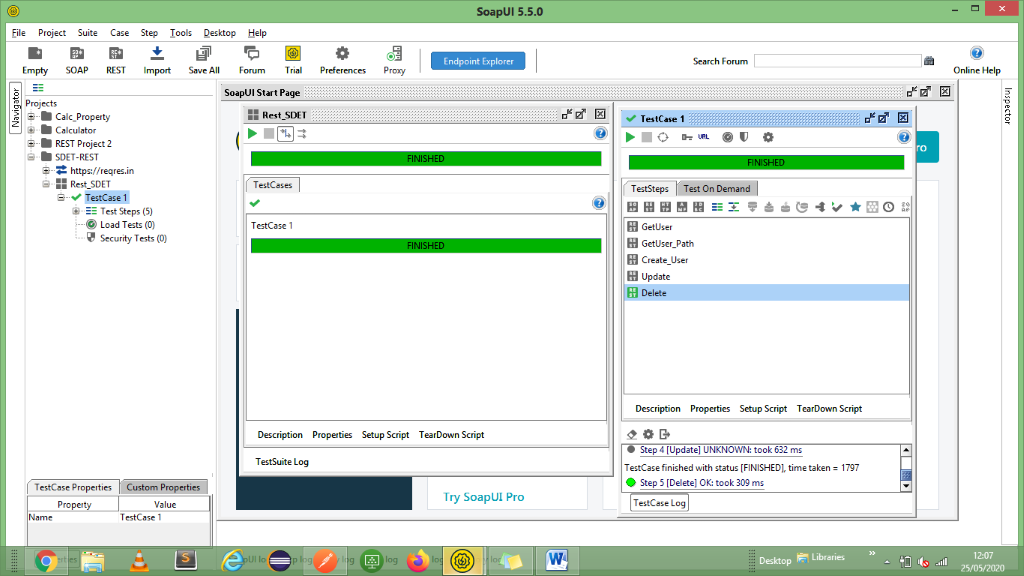 SoapUI 5.5.0
File Project Suite Case Step Tools Desktop Help
Empty SOAP REST Import Save All Forum Trial Preferences Proxy
Endpoint Explorer
Search Forum
Online Help
Navigator
Projects
Calc_Property
Calculator
REST Project 2
SDET-REST
https://reqres.in
Rest_SDET
TestCase 1
Test Steps (5)
Load Tests (0)
Security Tests (0)
TestCase Properties Custom Properties
Property Value
Name TestCase 1
SoapUI Start Page
Rest_SDET
FINISHED
TestCases
TestCase 1
FINISHED
Description Properties Setup Script TearDown Script
TestSuite Log
Try SoapUI Pro
TestCase 1
URL
FINISHED
TestSteps Test On Demand
GetUser
GetUser_Path
Create_User
Update
Delete
Description Properties Setup Script TearDown Script
Step 4 [Update] UNKNOWN: took 632 ms
TestCase finished with status [FINISHED], time taken = 1797
Step 5 [Delete] OK: took 309 ms
TestCase Log
Inspector
Desktop Libraries
12:07
25/05/2020